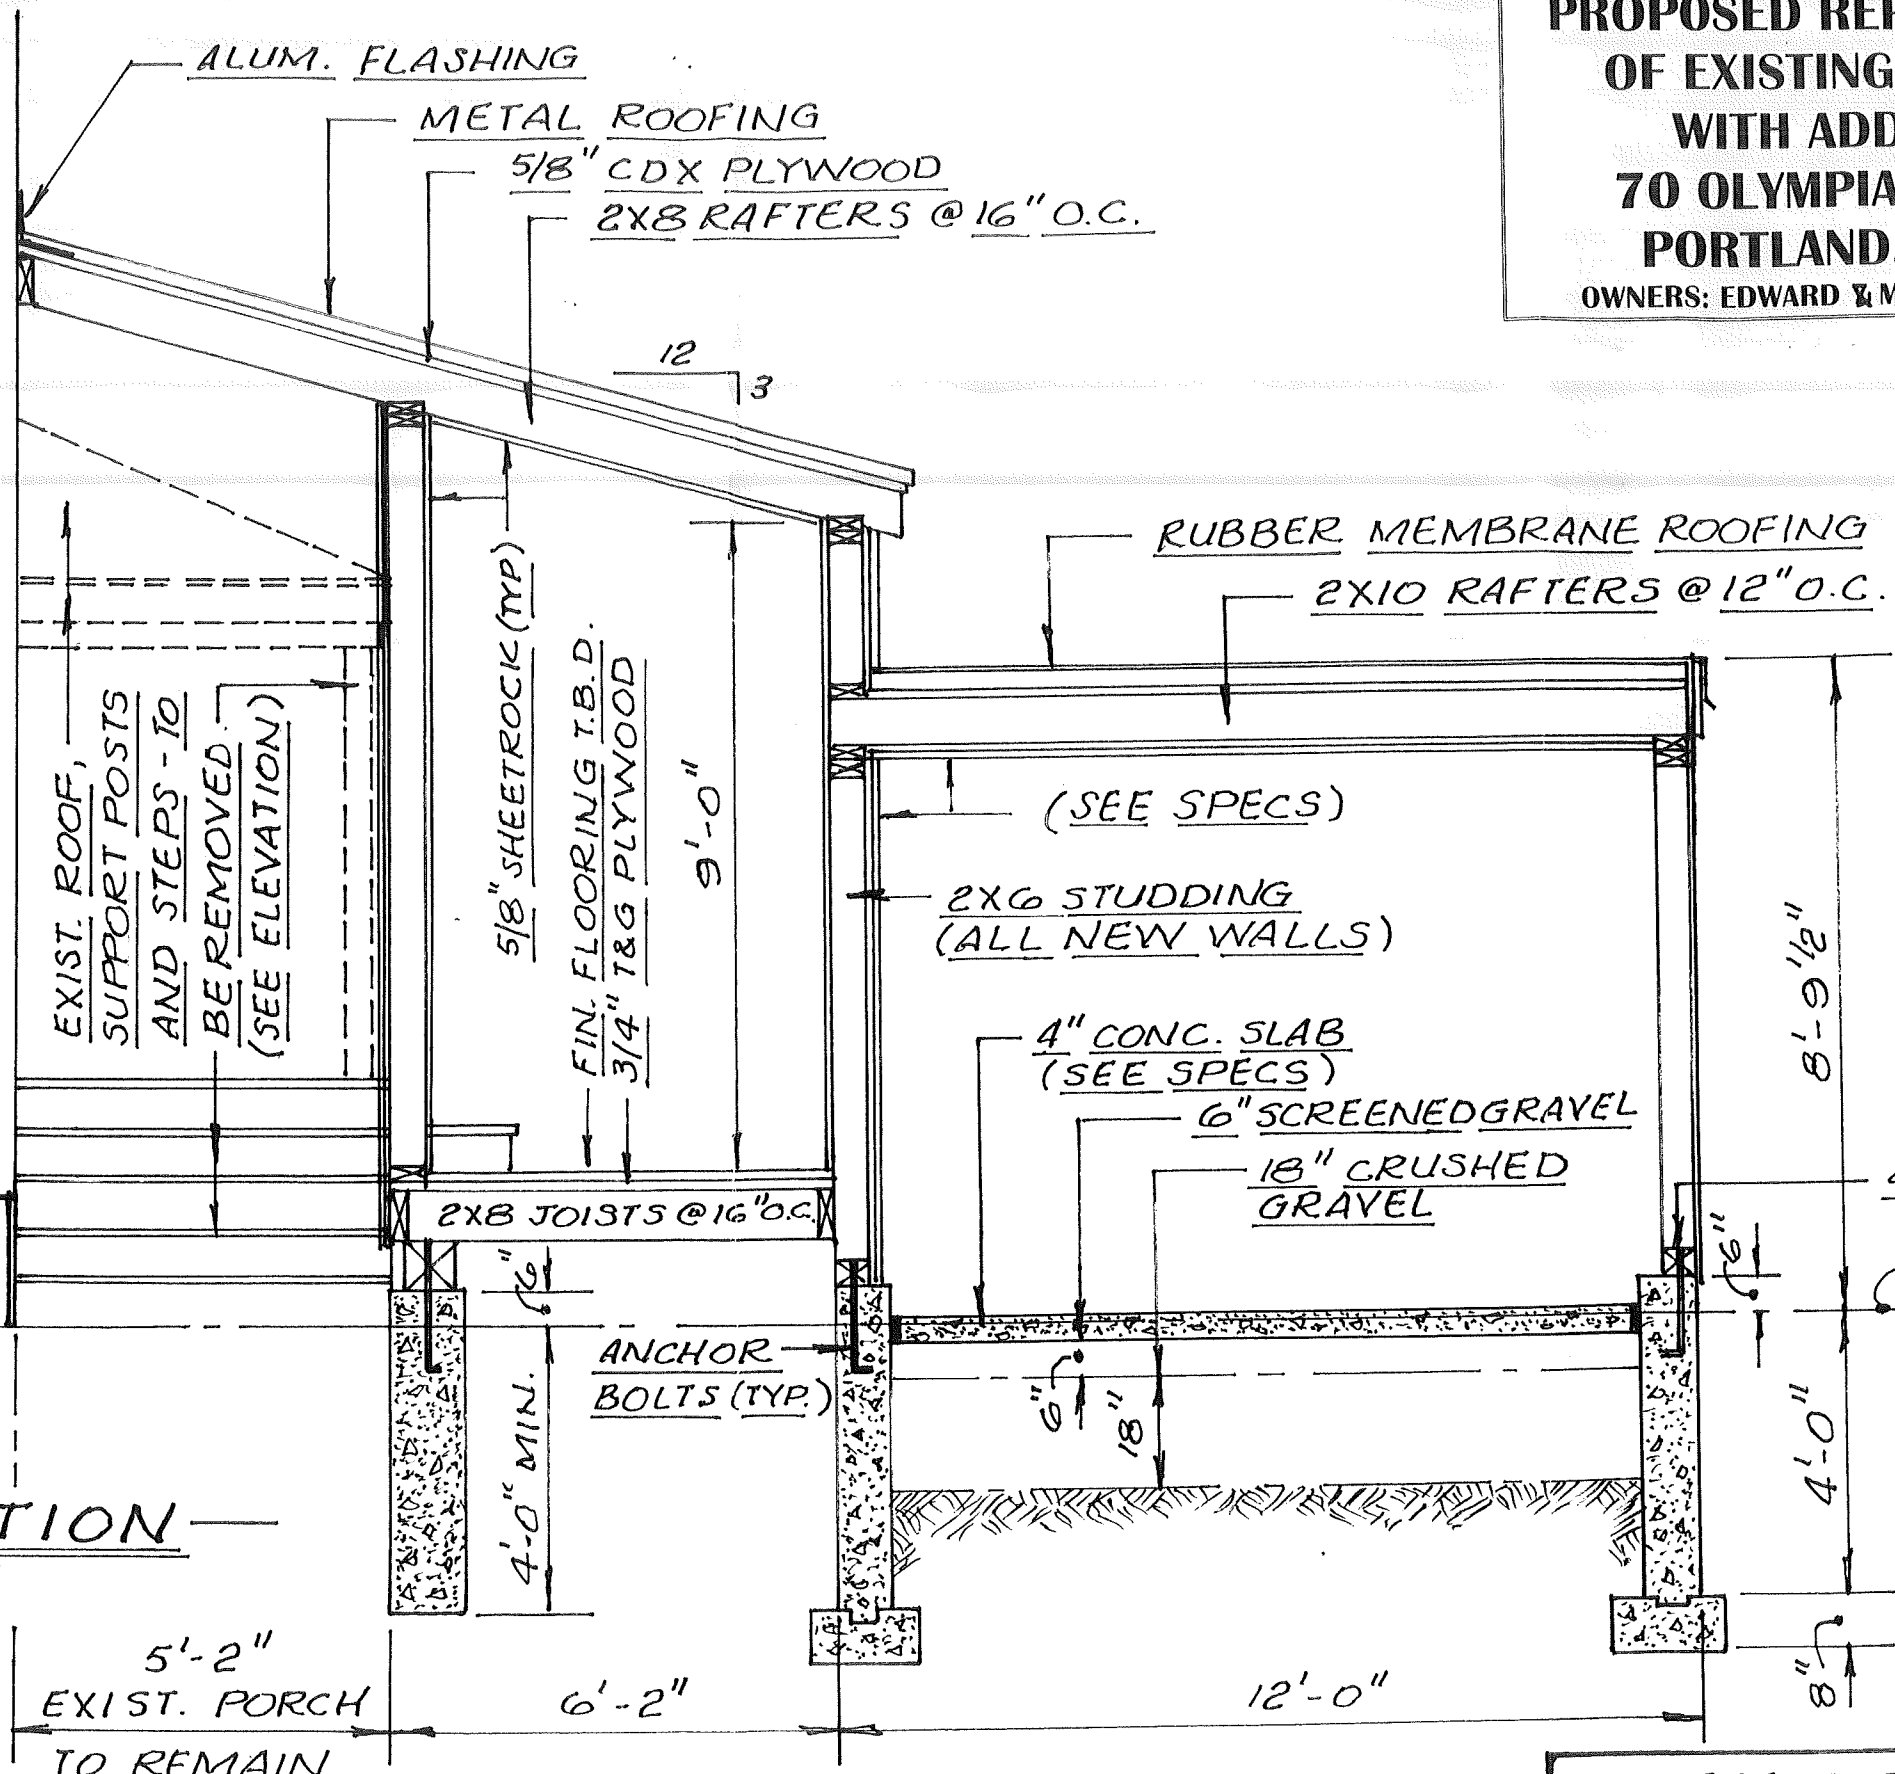 PROPOSED
OF EXISTING
WITH
70
PORTLAND,
OWNERS: EDWARD &
ALUM. FLASHING
METAL ROOFING
5/8" CDX PLYWOOD
2X8 RAFTERS @ 16" O.C.
12
3
RUBBER MEMBRANE ROOFING
2X10 RAFTERS @ 12" O.C.
EXIST. ROOF,
SUPPORT POSTS
AND STEPS - TO
BE REMOVED
(SEE ELEVATION)
5/8" SHEETROCK (TYP)
FIN. FLOORING T.B.D.
3/4" T&G PLYWOOD
9'-0"
(SEE SPECS)
2X6 STUDDING
(ALL NEW WALLS)
8'-9 1/2"
4" CONC. SLAB
(SEE SPECS)
6" SCREENED GRAVEL
18" CRUSHED
GRAVEL
2X8 JOISTS @ 16" O.C.
6"
6"
ANCHOR
BOLTS (TYP.)
6"
18"
4'-0" MIN.
4'-0"
8"
5'-2"
EXIST. PORCH
TO REMAIN
6'-2"
12'-0"